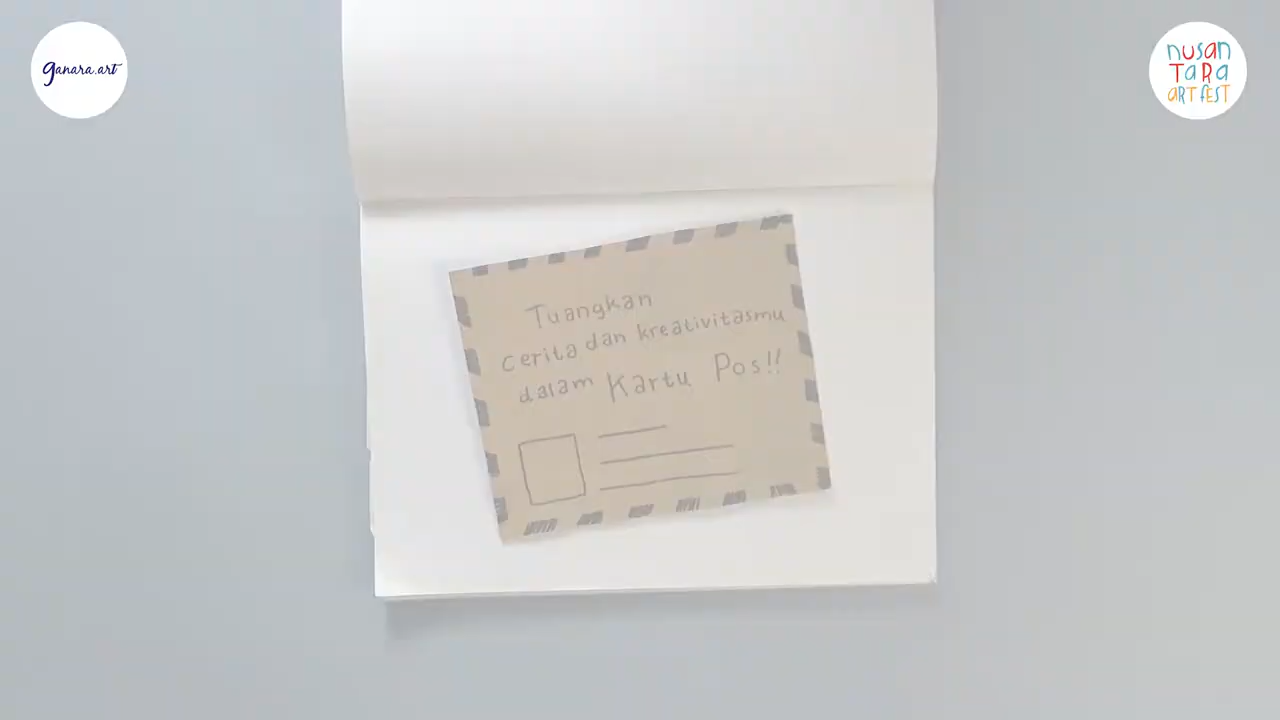 ganara.art
nusan
TaRa
ART fEST
Tuangkan
cerita dan kreativitasmu
dalam Kartu Pos!!